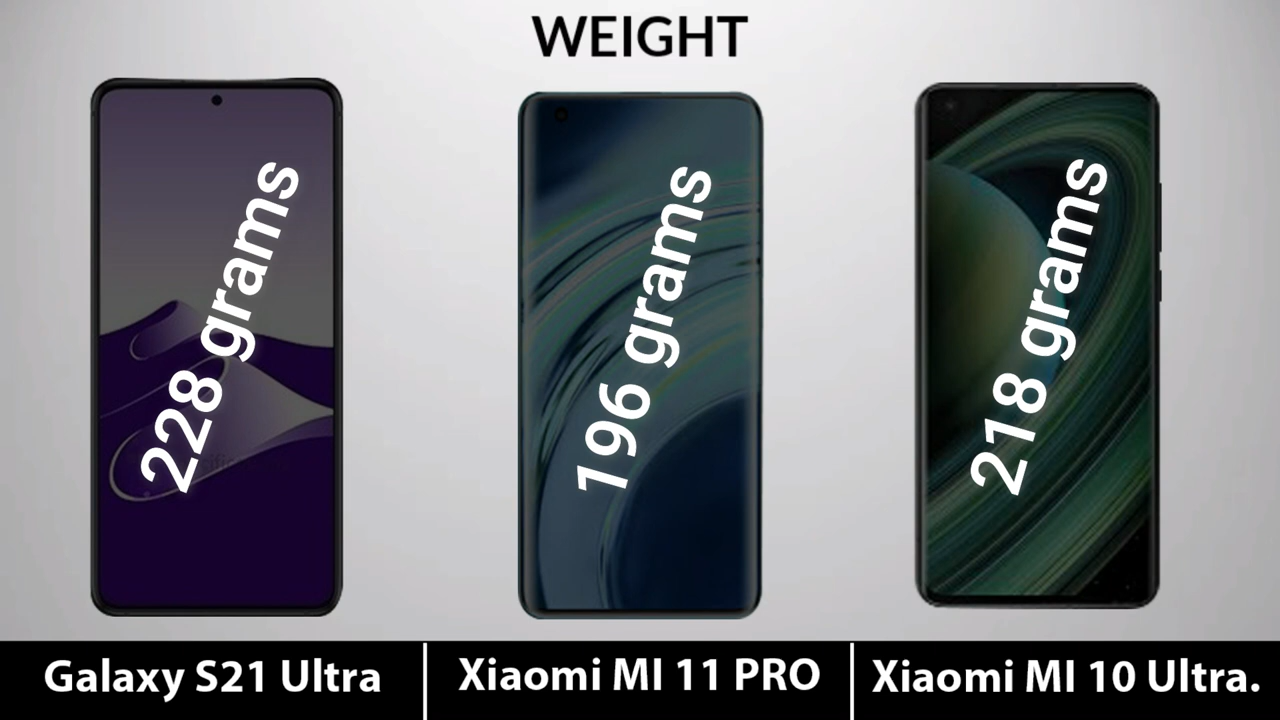 WEIGHT
228 grams
196 grams
218 grams
Galaxy S21 Ultra
Xiaomi MI 11 PRO
Xiaomi MI 10 Ultra.